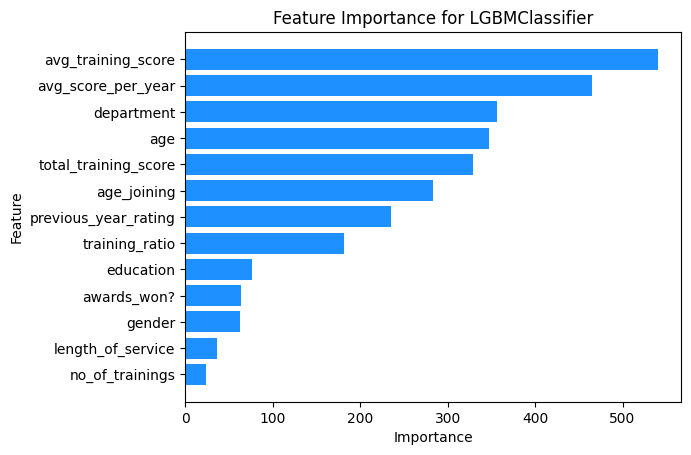 Feature Importance for LGBMClassifier
Feature
avg_training_score
avg_score_per_year
department
age
total_training_score
age_joining
previous_year_rating
training_ratio
education
awards_won?
gender
length_of_service
no_of_trainings
0 100 200 300 400 500
Importance